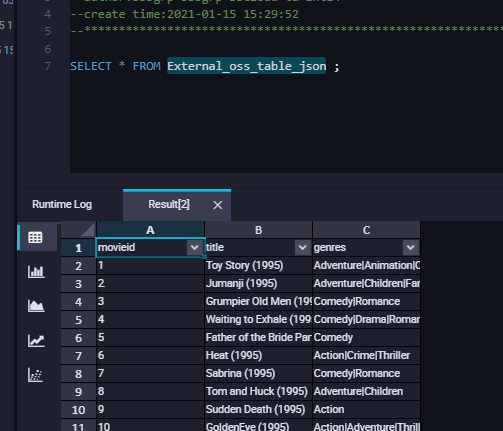 --create time:2021-01-15 15:29:52
--********************************************************
6
7 SELECT * FROM External_oss_table_json ;
Runtime Log Result[2] ×
A B C
1 movieid title genres
2 1 Toy Story (1995) Adventure|Animation|C
3 2 Jumanji (1995) Adventure|Children|Fan
4 3 Grumpier Old Men (199 Comedy|Romance
5 4 Waiting to Exhale (199 Comedy|Drama|Roman
6 5 Father of the Bride Par Comedy
7 6 Heat (1995) Action|Crime|Thriller
8 7 Sabrina (1995) Comedy|Romance
9 8 Tom and Huck (1995) Adventure|Children
10 9 Sudden Death (1995) Action
11 10 GoldenEye (1995) Action|Adventure|Thrill